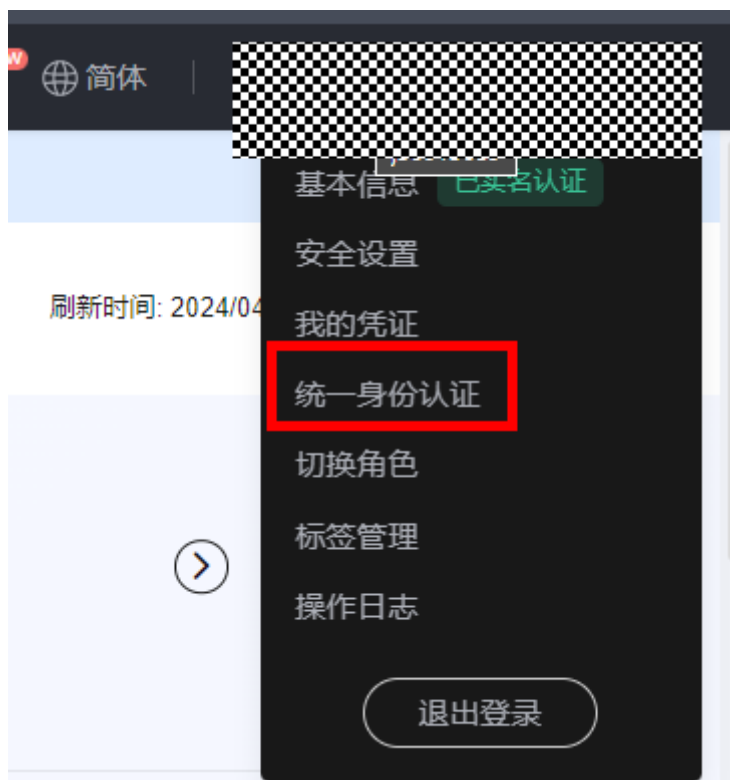 简体
基本信息 已实名认证
安全设置
刷新时间: 2024/04
我的凭证
统一身份认证
切换角色
标签管理
操作日志
退出登录